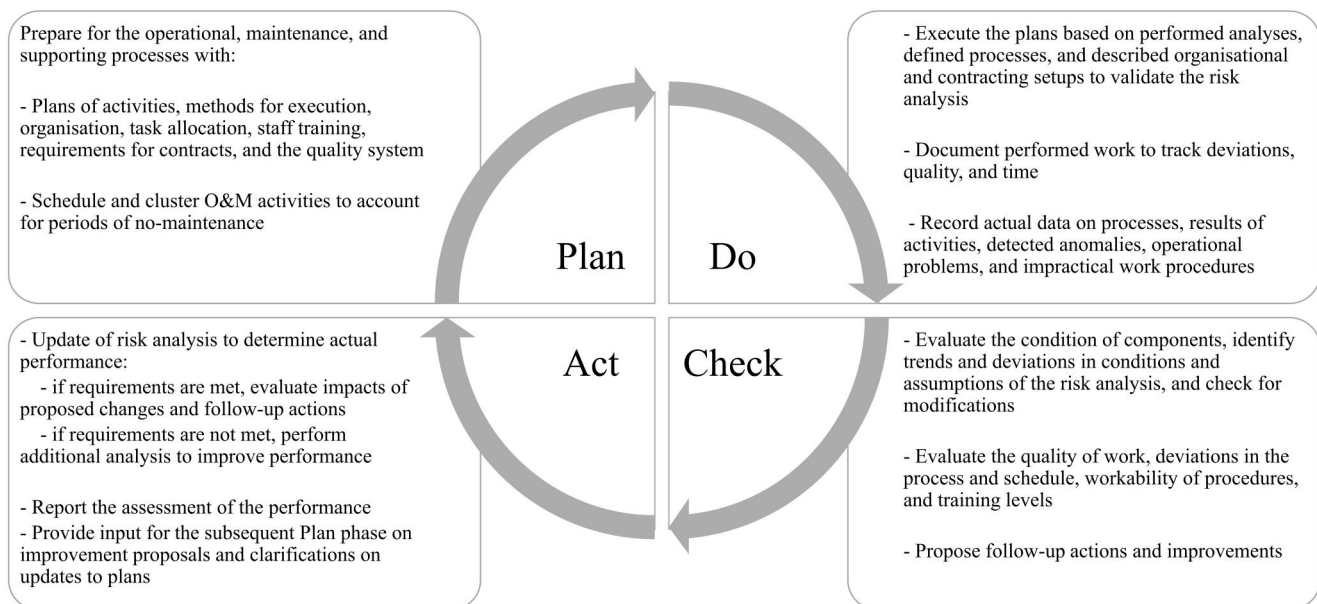 Prepare for the operational, maintenance, and
supporting processes with:
- Plans of activities, methods for execution,
organisation, task allocation, staff training,
requirements for contracts, and the quality system
- Schedule and cluster O&M activities to account
for periods of no-maintenance
Plan
- Execute the plans based on performed analyses,
defined processes, and described organisational
and contracting setups to validate the risk
analysis
- Document performed work to track deviations,
quality, and time
- Record actual data on processes, results of
activities, detected anomalies, operational
problems, and impractical work procedures
Do
- Update of risk analysis to determine actual
performance:
- if requirements are met, evaluate impacts of
proposed changes and follow-up actions
- if requirements are not met, perform
additional analysis to improve performance
- Report the assessment of the performance
- Provide input for the subsequent Plan phase on
improvement proposals and clarifications on
updates to plans
Act
Check
- Evaluate the condition of components, identify
trends and deviations in conditions and
assumptions of the risk analysis, and check for
modifications
- Evaluate the quality of work, deviations in the
process and schedule, workability of procedures,
and training levels
- Propose follow-up actions and improvements